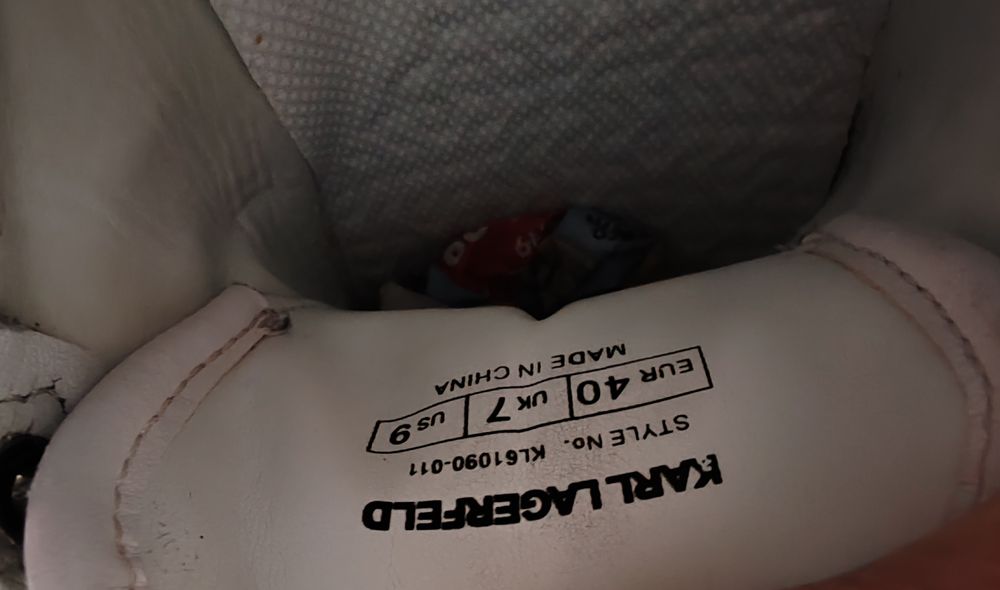 KARL LAGERFELD
STYLE No. KL61090-011
EUR 40 UK 7 US 9
MADE IN CHINA